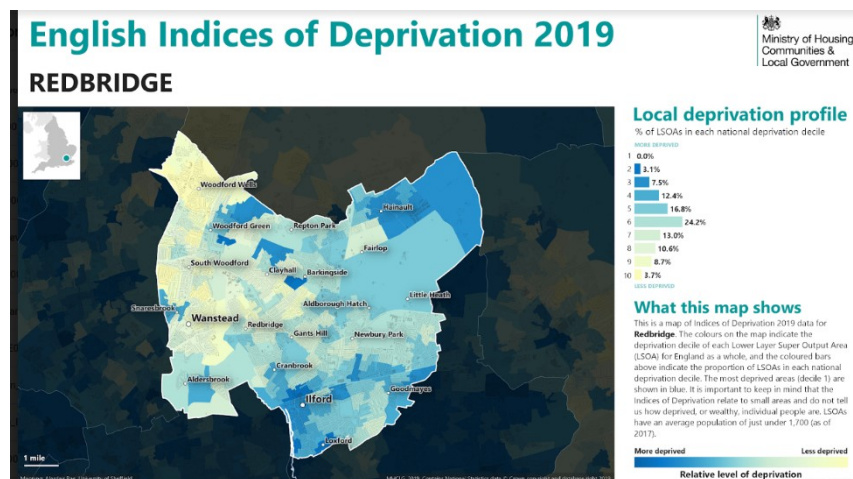 English Indices of Deprivation 2019
REDBRIDGE
Ministry of Housing
Communities &
Local Government
Woodford Wells
Hainault
Woodford Green
Repton Park
Fairlop
South Woodford
Clayhall
Barkingside
Little Heath
Aldborough Hatch
Snaresbrook
Wanstead
Redbridge
Gants Hill
Newbury Park
Cranbrook
Aldersbrook
Goodmayes
Ilford
Loxford
1 mile
Local deprivation profile
% of LSOAs in each national deprivation decile
MORE DEPRIVED
1 0.0%
2 3.1%
3 7.5%
4 12.4%
5 16.8%
6 24.2%
7 13.0%
8 10.6%
9 8.7%
10 3.7%
LESS DEPRIVED
What this map shows
This is a map of Indices of Deprivation 2019 data for
Redbridge. The colours on the map indicate the
deprivation decile of each Lower Layer Super Output Area
(LSOA) for England as a whole, and the coloured bars
above indicate the proportion of LSOAs in each national
deprivation decile. The most deprived areas (decile 1) are
shown in blue. It is important to keep in mind that the
Indices of Deprivation relate to small areas and do not tell
us how deprived, or wealthy, individual people are. LSOAs
have an average population of just under 1,700 (as of
2017).
More deprived Less deprived
Relative level of deprivation